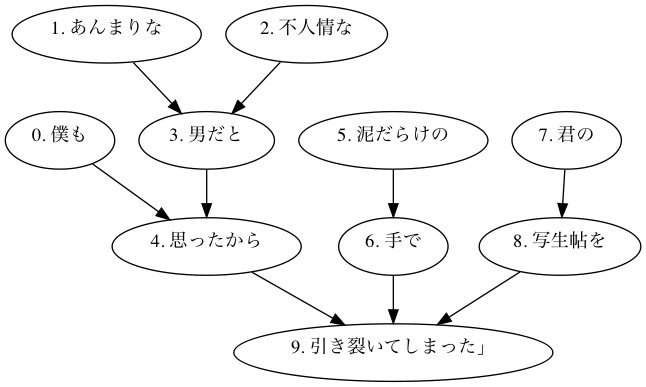 1. あんまりな
2. 不人情な
0. 僕も
3. 男だと
5. 泥だらけの
7. 君の
4. 思ったから
6. 手で
8. 写生帖を
9. 引き裂いてしまった」